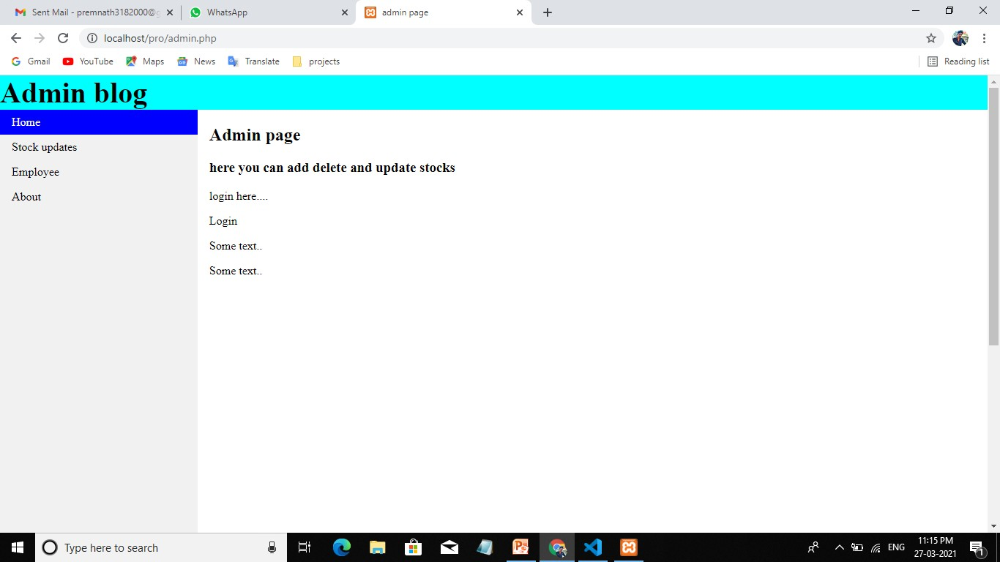 Sent Mail - premnath3182000@g
WhatsApp
admin page
localhost/pro/admin.php
Gmail
YouTube
Maps
News
Translate
projects
Reading list
Admin blog
Home
Stock updates
Employee
About
Admin page
here you can add delete and update stocks
login here....
Login
Some text..
Some text..
Type here to search
ENG
11:15 PM
27-03-2021
1